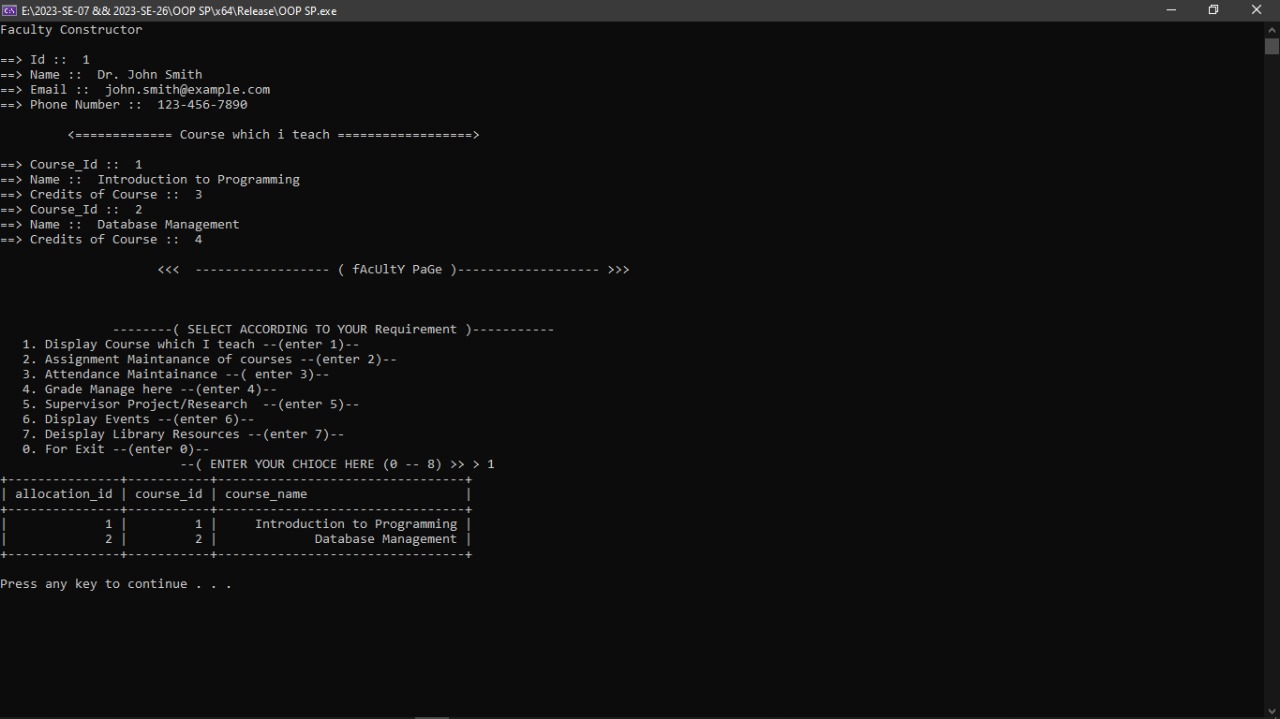 E:\2023-SE-07 && 2023-SE-26\OOP SP\x64\Release\OOP SP.exe
Faculty Constructor
==> Id ::  1
==> Name ::  Dr. John Smith
==> Email ::  john.smith@example.com
==> Phone Number ::  123-456-7890
<============= Course which i teach ==================>
==> Course_Id ::  1
==> Name ::  Introduction to Programming
==> Credits of Course ::  3
==> Course_Id ::  2
==> Name ::  Database Management
==> Credits of Course ::  4
<<<  ------------------ ( fAcUltY PaGe )------------------- >>>
--------( SELECT ACCORDING TO YOUR Requirement )-----------
1. Display Course which I teach --(enter 1)--
2. Assignment Maintanance of courses --(enter 2)--
3. Attendance Maintainance --( enter 3)--
4. Grade Manage here --(enter 4)--
5. Supervisor Project/Research  --(enter 5)--
6. Display Events --(enter 6)--
7. Deisplay Library Resources --(enter 7)--
0. For Exit --(enter 0)--
--( ENTER YOUR CHIOCE HERE (0 -- 8) >> > 1
+---------------+-----------+---------------------------------+
| allocation_id | course_id | course_name                     |
+---------------+-----------+---------------------------------+
|             1 |         1 |     Introduction to Programming |
|             2 |         2 |             Database Management |
+---------------+-----------+---------------------------------+
Press any key to continue . . .